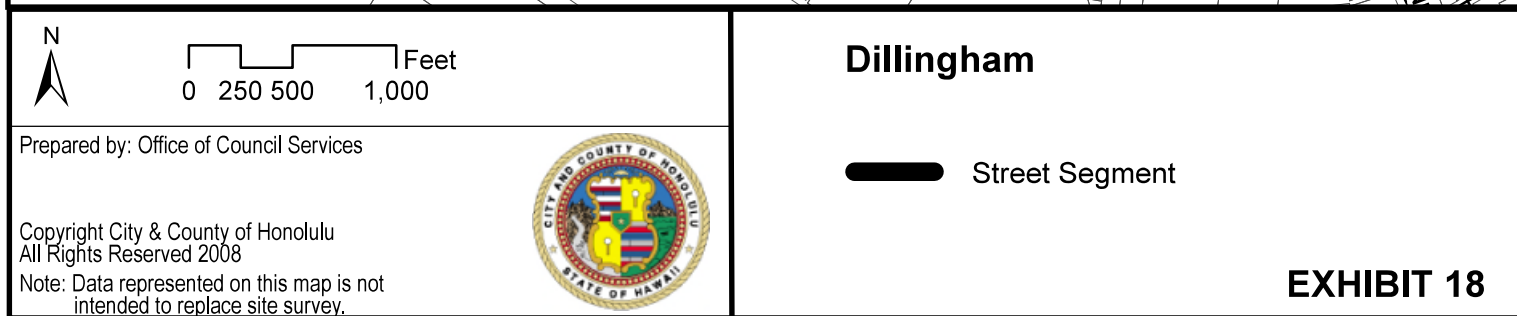 N
Feet
0 250 500 1,000
Prepared by: Office of Council Services
Copyright City & County of Honolulu
All Rights Reserved 2008
Note: Data represented on this map is not
intended to replace site survey.
CITY AND COUNTY OF HONOLULU
STATE OF HAWAII
Dillingham
Street Segment
EXHIBIT 18